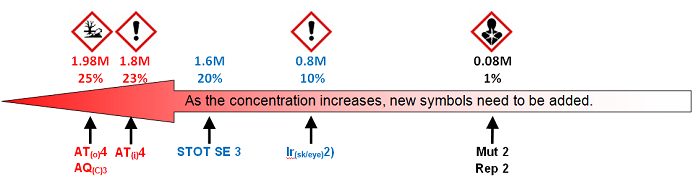 1.98M 1.8M 1.6M 0.8M 0.08M
25% 23% 20% 10% 1%
As the concentration increases, new symbols need to be added.
AT(o)4 AT(i)4 STOT SE 3 Ir(sk/eye)2) Mut 2
AQ(C)3 Rep 2